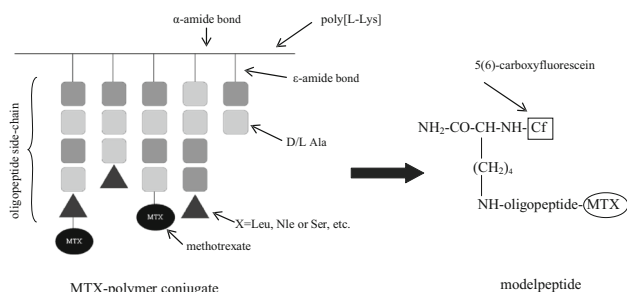 α-amide bond
poly[L-Lys]
ε-amide bond
oligopeptide side-chain
D/L Ala
X=Leu, Nle or Ser, etc.
MTX
MTX
methotrexate
MTX-polymer conjugate
5(6)-carboxyfluorescein
NH₂-CO-CH-NH-Cf
(CH₂)₄
NH-oligopeptide-MTX
modelpeptide